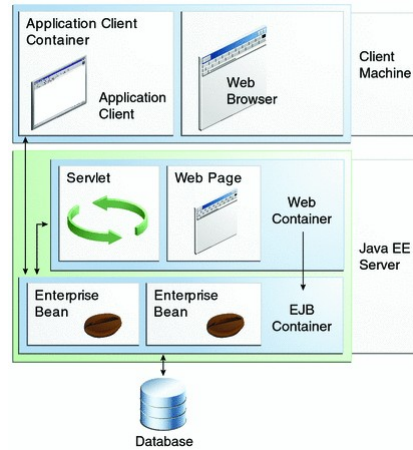 Application Client
Container
Application
Client
Web
Browser
Client
Machine
Servlet
Web Page
Web
Container
Java EE
Server
Enterprise
Bean
Enterprise
Bean
EJB
Container
Database